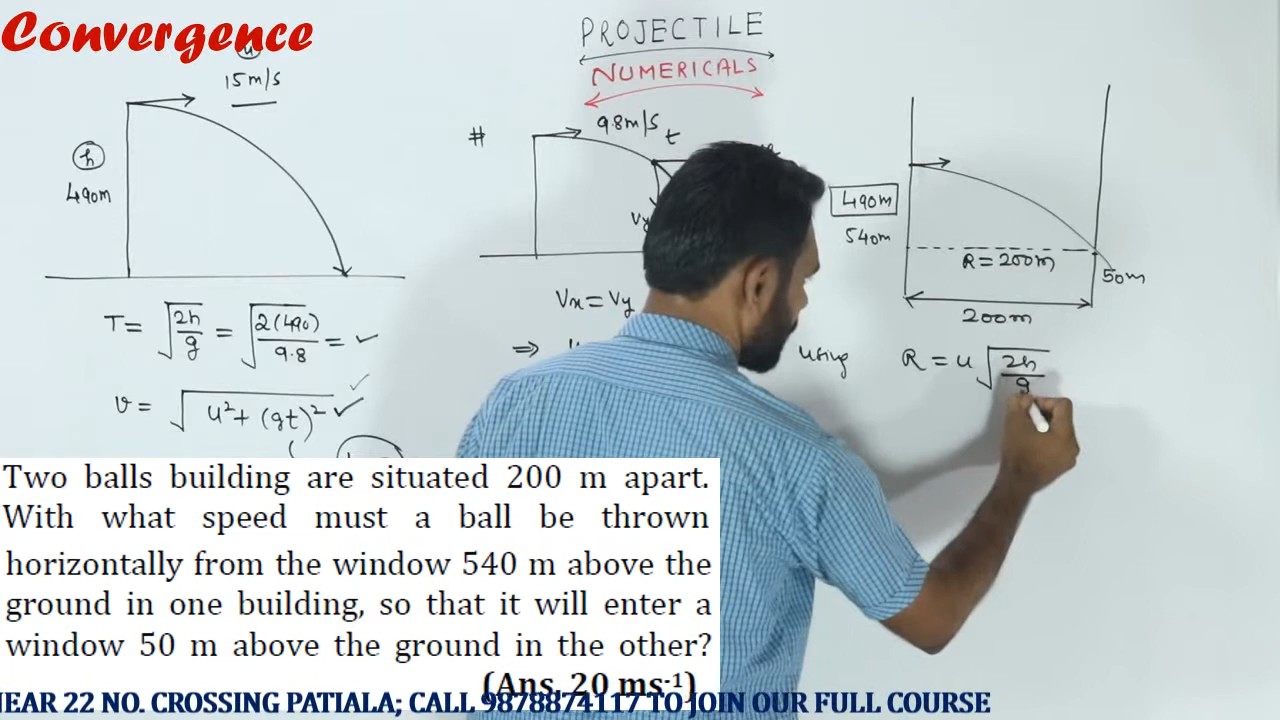 Convergence
PROJECTILE
NUMERICALS
u
15m/s
h
490m
T = √2h/g = √2(490)/9.8 = ✓
v = √u² + (gt)² ✓
#
9.8m/s
t
Vy
Vx = Vy
⇒
using
490m
540m
R = 200m
50m
200m
R = u √2h/g
Two balls building are situated 200 m apart.
With what speed must a ball be thrown
horizontally from the window 540 m above the
ground in one building, so that it will enter a
window 50 m above the ground in the other?
(Ans. 20 ms⁻¹)
NEAR 22 NO. CROSSING PATIALA; CALL 9878874117 TO JOIN OUR FULL COURSE